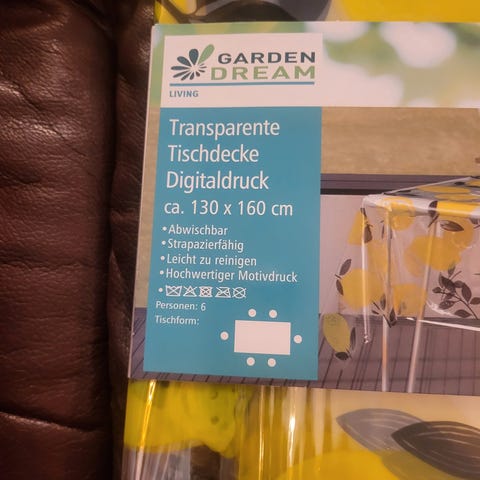 GARDEN
DREAM
LIVING
Transparente
Tischdecke
Digitaldruck
ca. 130 x 160 cm
• Abwischbar
• Strapazierfähig
• Leicht zu reinigen
• Hochwertiger Motivdruck
Personen: 6
Tischform: